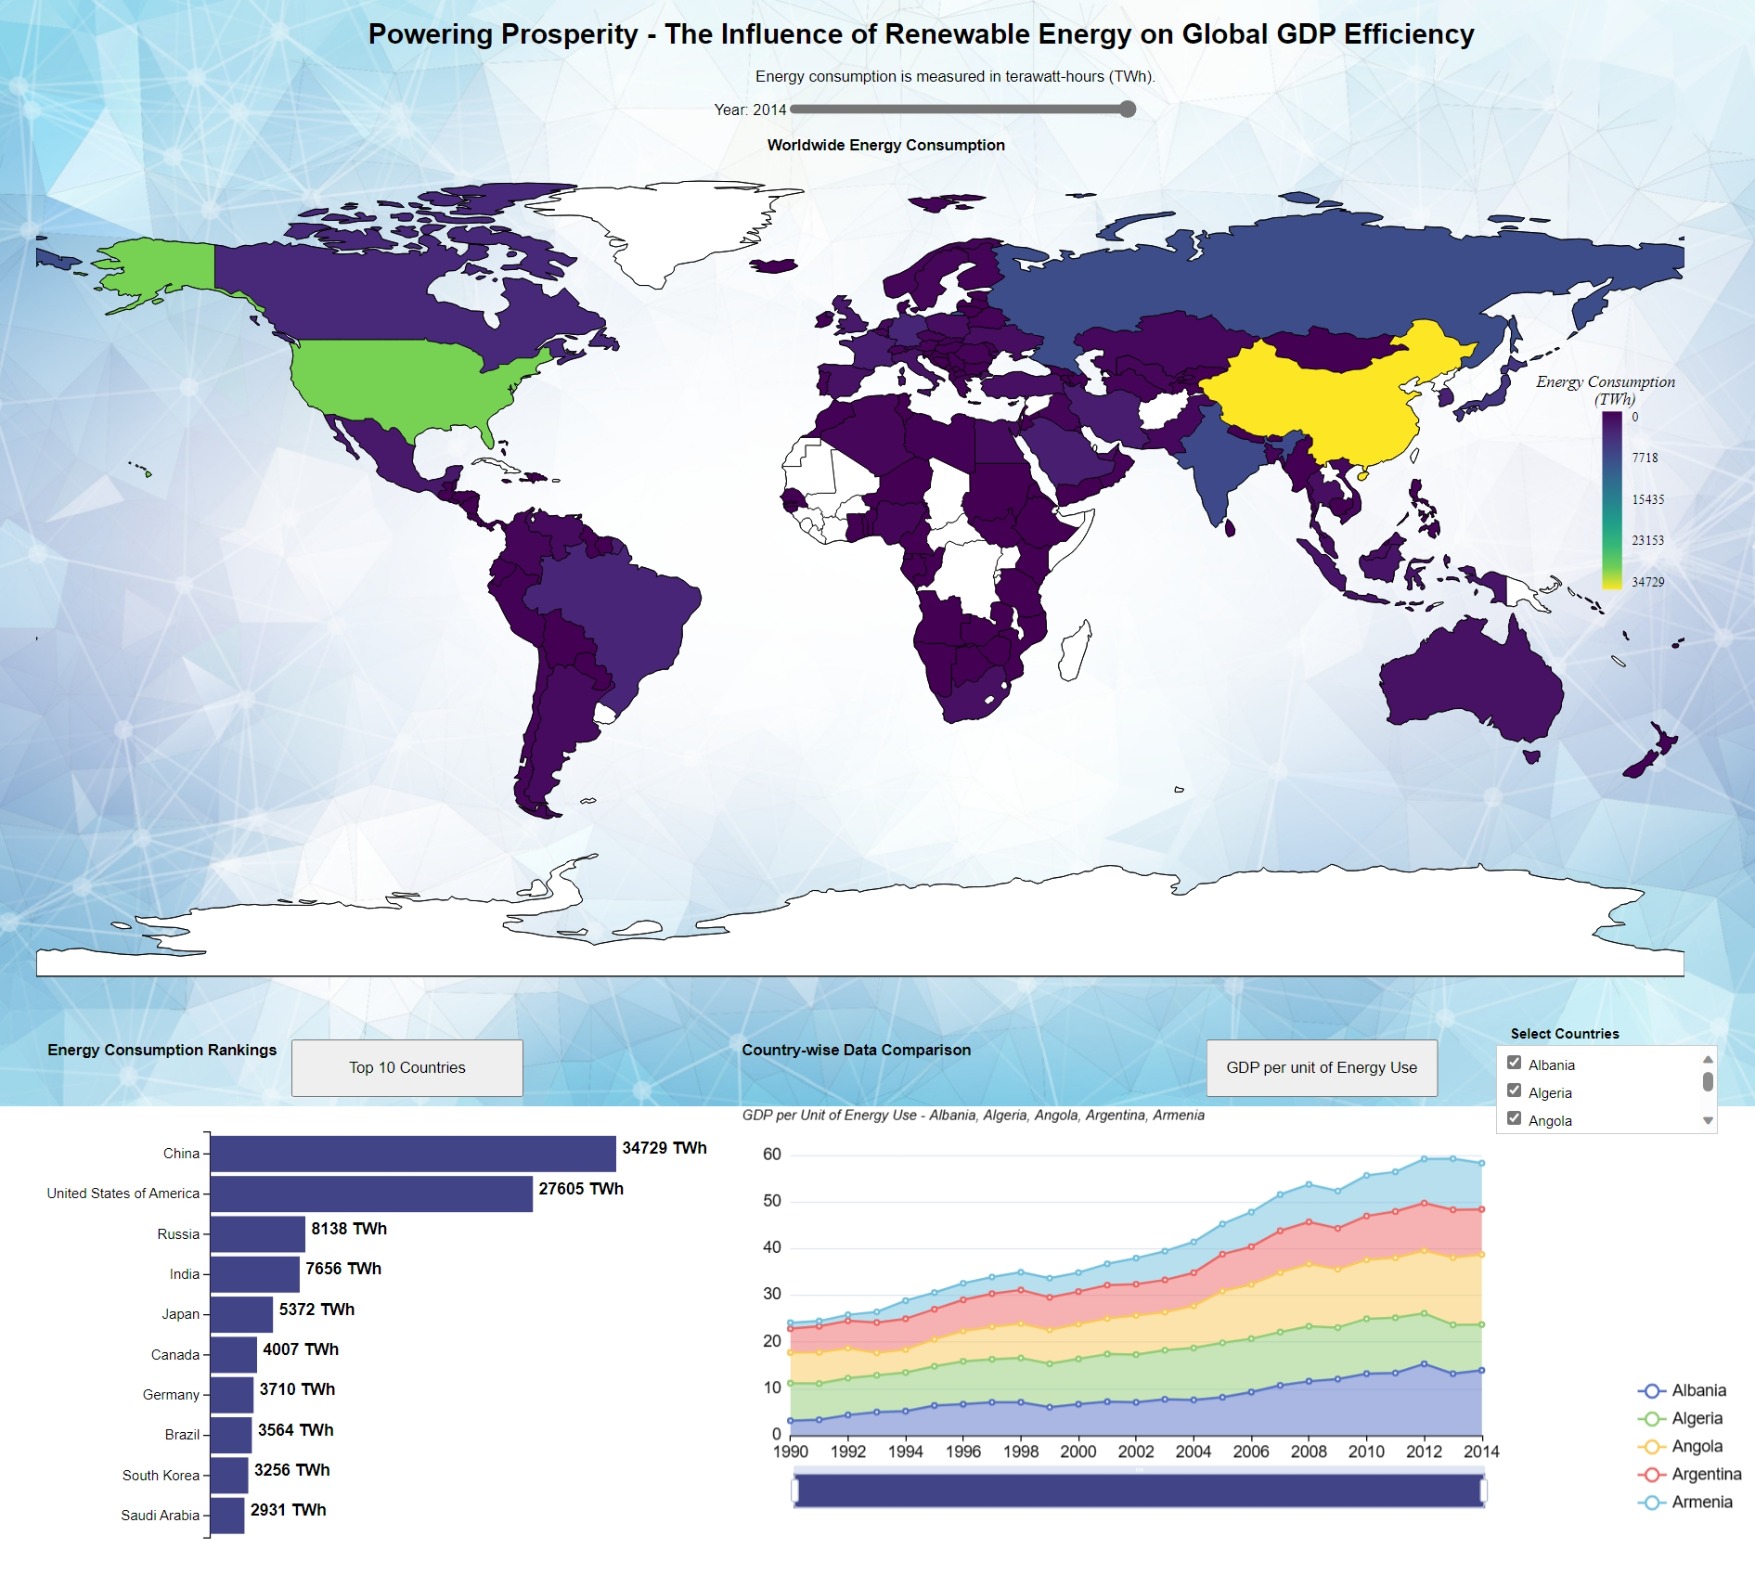 Powering Prosperity - The Influence of Renewable Energy on Global GDP Efficiency
Energy consumption is measured in terawatt-hours (TWh).
Year: 2014
Worldwide Energy Consumption
Energy Consumption
(TWh)
0
7718
15435
23153
34729
Energy Consumption Rankings
Top 10 Countries
China
34729 TWh
United States of America
27605 TWh
Russia
8138 TWh
India
7656 TWh
Japan
5372 TWh
Canada
4007 TWh
Germany
3710 TWh
Brazil
3564 TWh
South Korea
3256 TWh
Saudi Arabia
2931 TWh
Country-wise Data Comparison
GDP per unit of Energy Use
Select Countries
Albania
Algeria
Angola
GDP per Unit of Energy Use - Albania, Algeria, Angola, Argentina, Armenia
60
50
40
30
20
10
0
1990 1992 1994 1996 1998 2000 2002 2004 2006 2008 2010 2012 2014
Albania
Algeria
Angola
Argentina
Armenia